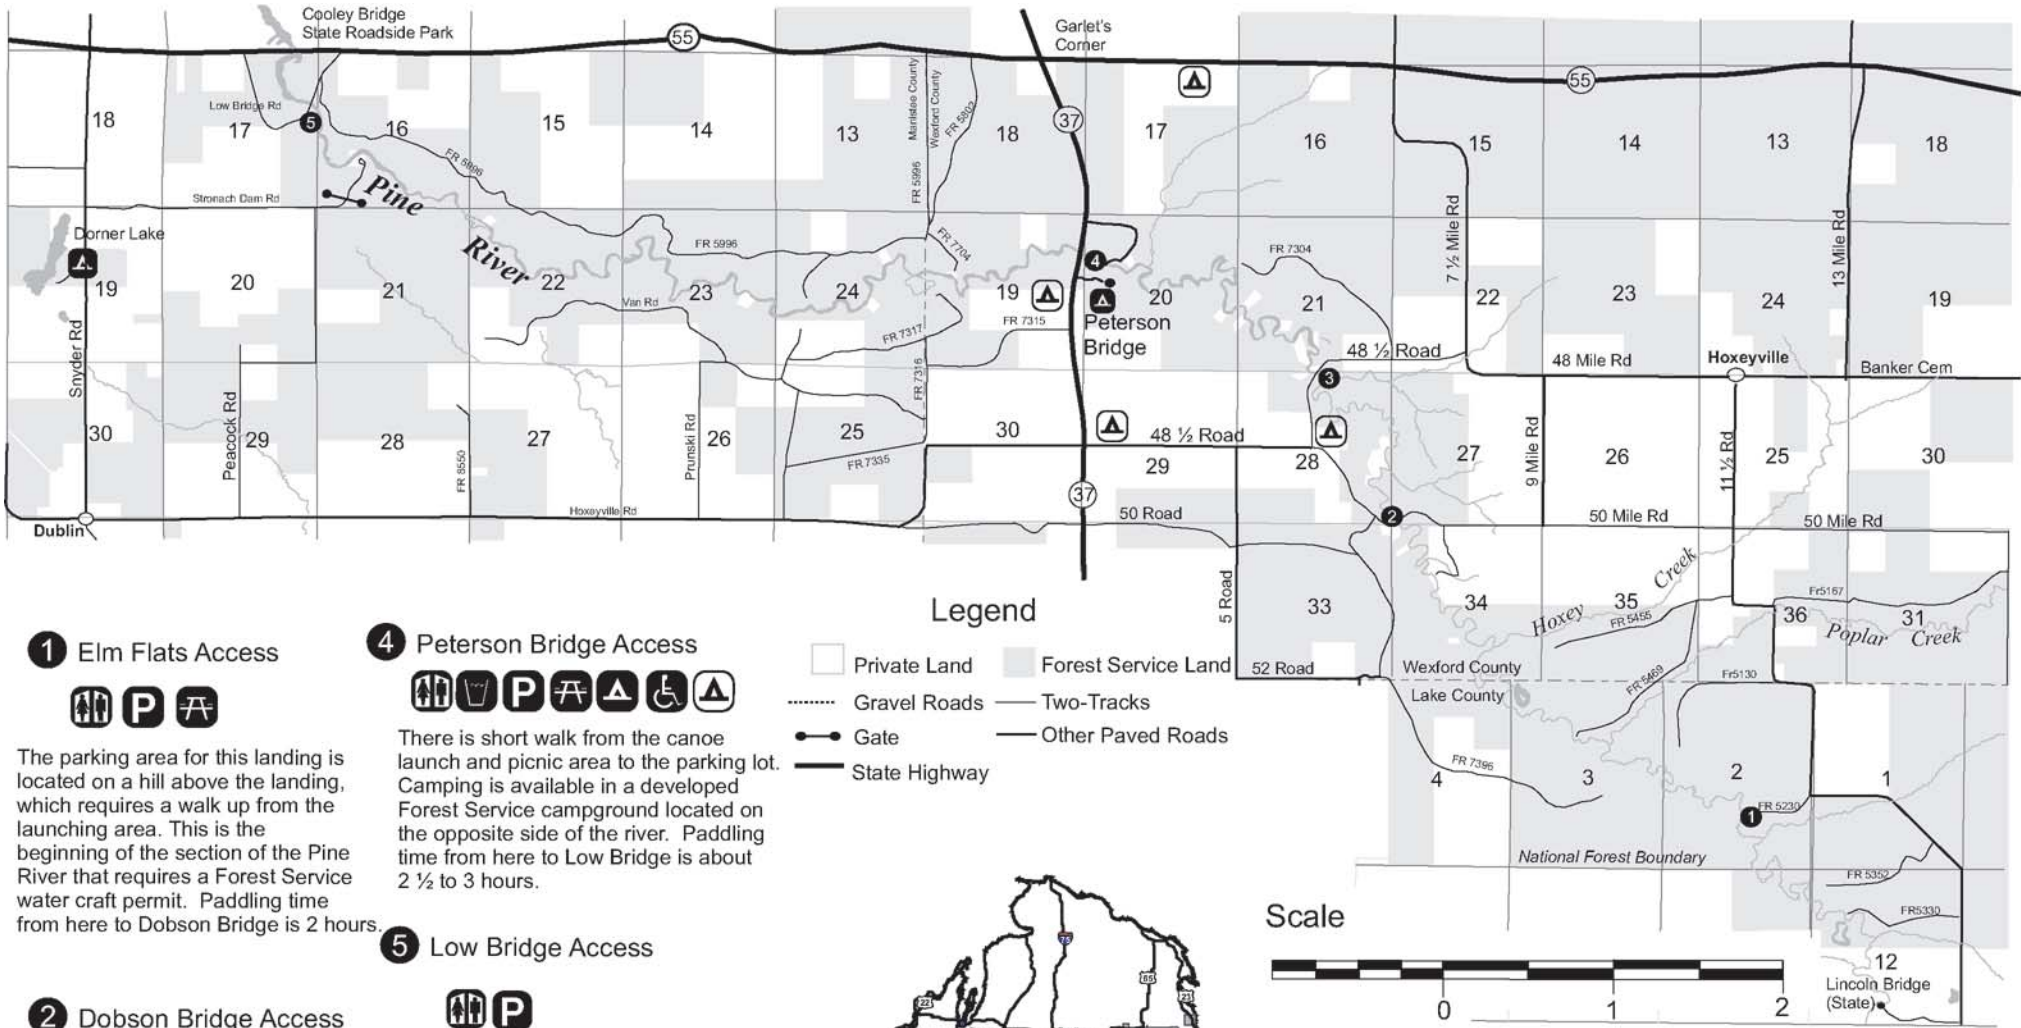 Cooley Bridge
State Roadside Park
55
Garlet's
Corner
55
Low Bridge Rd
18
17
5
16
15
14
13
Manistee County
Wexford County
FR 5802
18
37
17
16
15
14
13
18
FR 5996
FR 5996
Stronach Dam Rd
Pine
River
Dorner Lake
19
20
21
22
Van Rd
23
FR 5996
24
FR 7704
19
4
20
FR 7304
21
7 ½ Mile Rd
22
23
24
13 Mile Rd
19
Peterson
Bridge
FR 7315
FR 7317
FR 7316
48 ½ Road
48 Mile Rd
Hoxeyville
Banker Cem
3
Snyder Rd
30
Peacock Rd
29
28
FR 8550
27
Prunski Rd
26
25
FR 7335
30
48 ½ Road
29
28
27
9 Mile Rd
26
11 ½ Rd
25
30
Dublin
Hoxeyville Rd
37
50 Road
2
50 Mile Rd
50 Mile Rd
5 Road
33
34
Hoxey
Creek
35
FR 5455
Fr5167
36
31
Poplar Creek
52 Road
Wexford County
Lake County
FR 5469
Fr5130
4
FR 7396
3
2
1
FR 5230
1
National Forest Boundary
FR 5352
FR5330
12
Lincoln Bridge
(State)
1 Elm Flats Access
P
The parking area for this landing is
located on a hill above the landing,
which requires a walk up from the
launching area. This is the
beginning of the section of the Pine
River that requires a Forest Service
water craft permit. Paddling time
from here to Dobson Bridge is 2 hours.
2 Dobson Bridge Access
4 Peterson Bridge Access
P
There is short walk from the canoe
launch and picnic area to the parking lot.
Camping is available in a developed
Forest Service campground located on
the opposite side of the river. Paddling
time from here to Low Bridge is about
2 ½ to 3 hours.
5 Low Bridge Access
P
Legend
Private Land
Forest Service Land
Gravel Roads
Two-Tracks
Gate
Other Paved Roads
State Highway
75
22
65
23
Scale
0 1 2